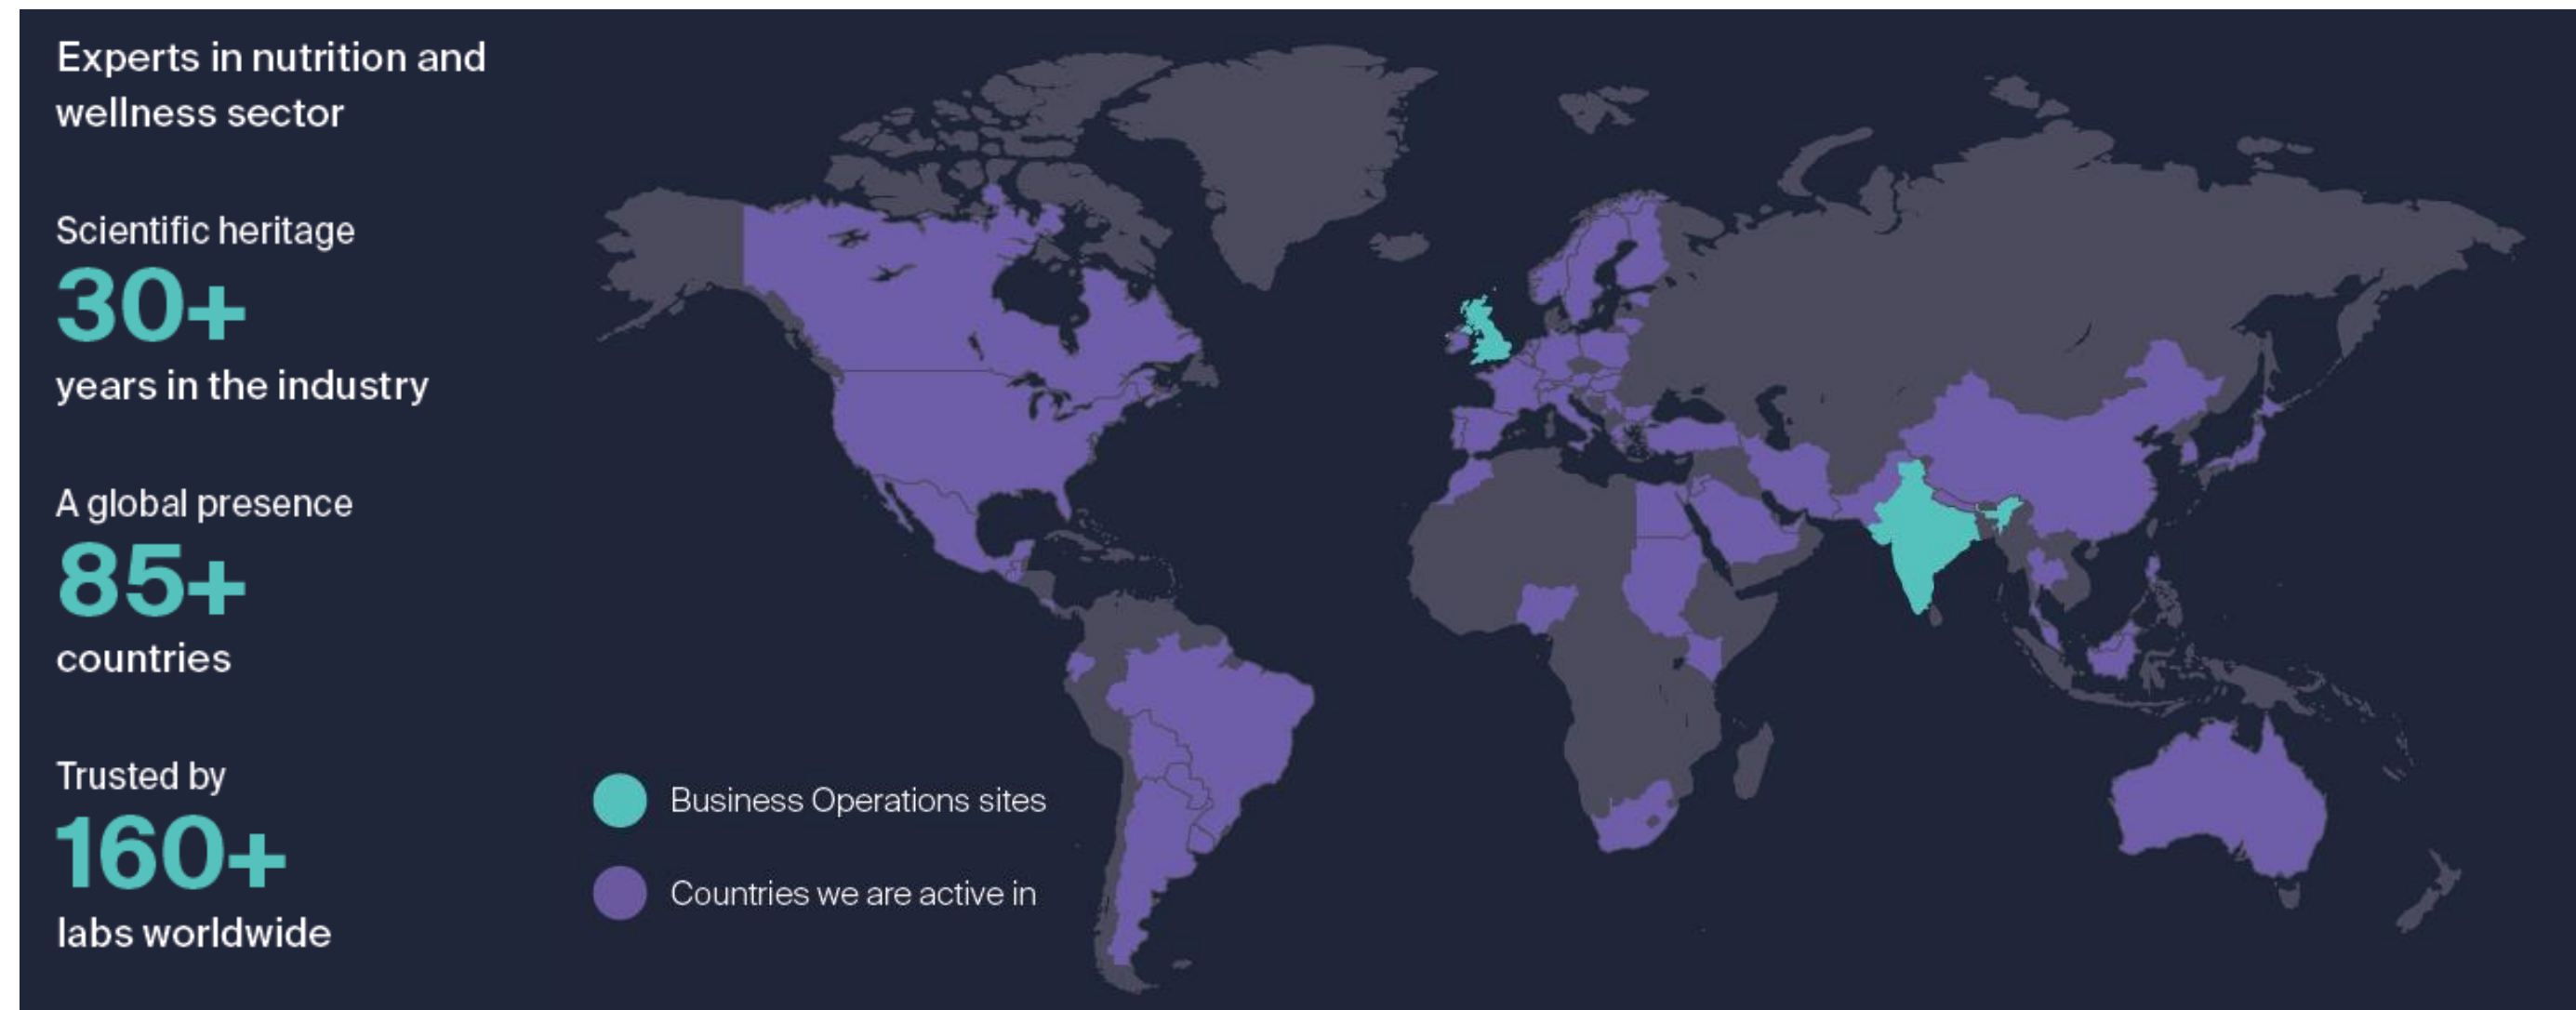 Experts in nutrition and
wellness sector
Scientific heritage
30+
years in the industry
A global presence
85+
countries
Trusted by
160+
labs worldwide
Business Operations sites
Countries we are active in